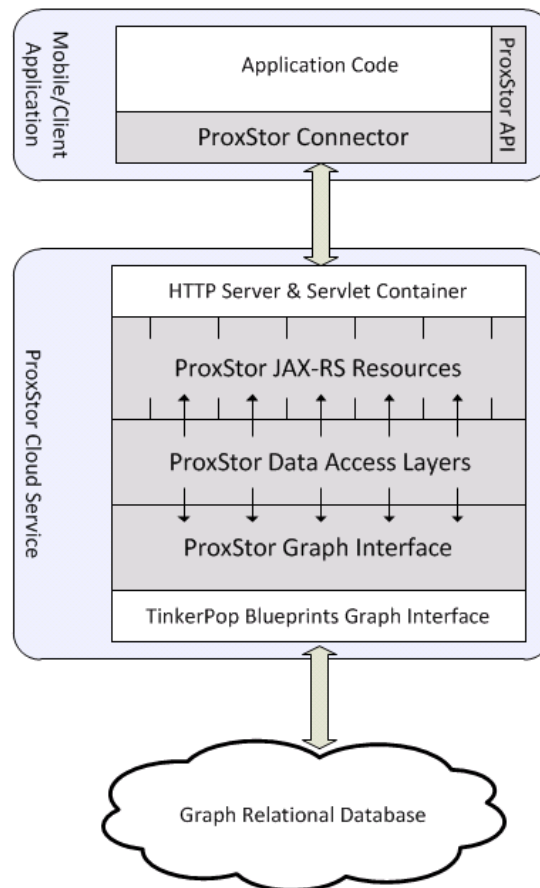 Mobile/Client
Application
Application Code
ProxStor API
ProxStor Connector
ProxStor Cloud Service
HTTP Server & Servlet Container
ProxStor JAX-RS Resources
ProxStor Data Access Layers
ProxStor Graph Interface
TinkerPop Blueprints Graph Interface
Graph Relational Database